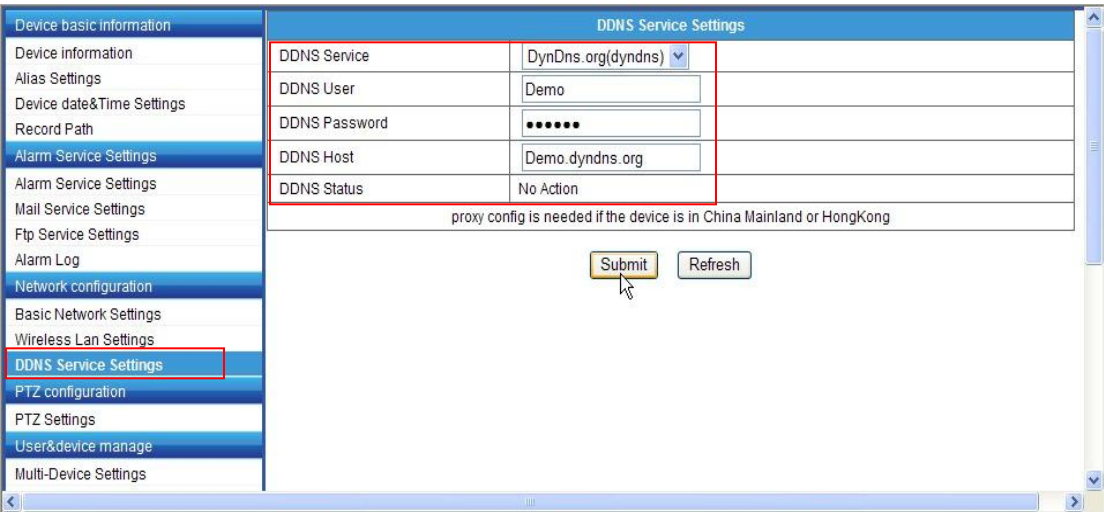 Device basic information
Device information
Alias Settings
Device date&Time Settings
Record Path
Alarm Service Settings
Alarm Service Settings
Mail Service Settings
Ftp Service Settings
Alarm Log
Network configuration
Basic Network Settings
Wireless Lan Settings
DDNS Service Settings
PTZ configuration
PTZ Settings
User&device manage
Multi-Device Settings
DDNS Service Settings
DDNS Service DynDns.org(dyndns)
DDNS User Demo
DDNS Password ●●●●●●
DDNS Host Demo.dyndns.org
DDNS Status No Action
proxy config is needed if the device is in China Mainland or HongKong
Submit Refresh